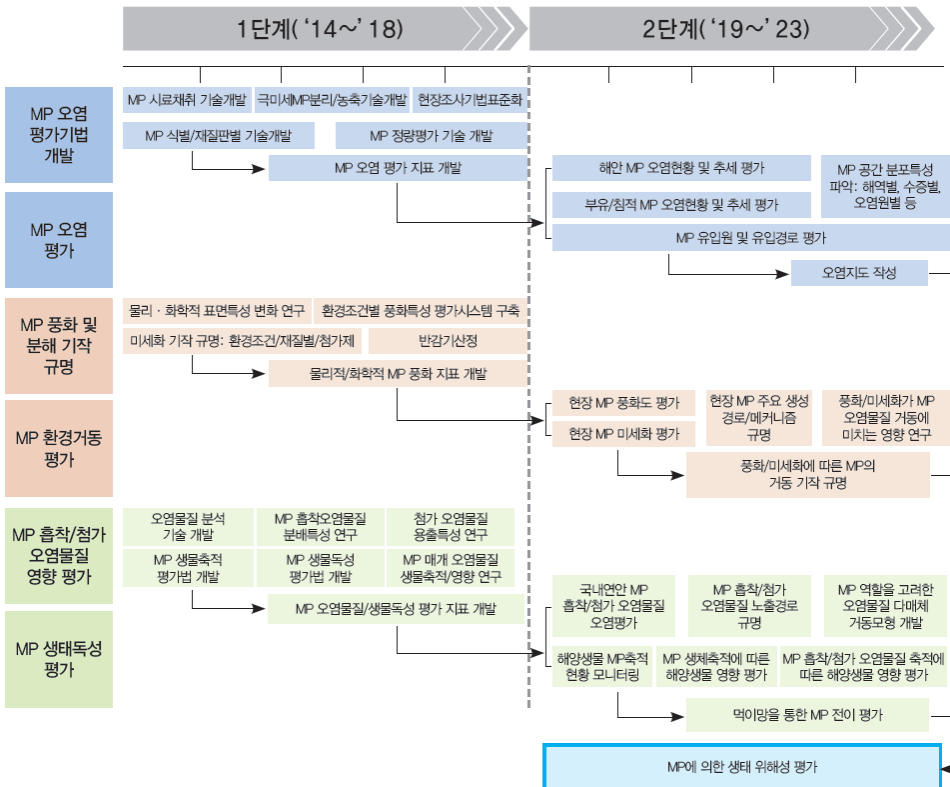 1단계( ‘14～’ 18)
2단계( ‘19～’ 23)
MP 오염
평가기법
개발
MP 시료채취 기술개발
극미세MP분리/농축기술개발
현장조사기법표준화
MP 식별/재질판별 기술개발
MP 정량평가 기술 개발
MP 오염 평가 지표 개발
해안 MP 오염현황 및 추세 평가
MP 공간 분포특성
파악: 해역별, 수증별,
오염원별 등
부유/침적 MP 오염현황 및 추세 평가
MP 오염
평가
MP 유입원 및 유입경로 평가
오염지도 작성
MP 풍화 및
분해 기작
규명
물리 · 화학적 표면특성 변화 연구
환경조건별 풍화특성 평가시스템 구축
미세화 기작 규명: 환경조건/재질별/첨가제
반감기산정
물리적/화학적 MP 풍화 지표 개발
MP 환경거동
평가
현장 MP 풍화도 평가
현장 MP 미세화 평가
현장 MP 주요 생성
경로/메커니즘
규명
풍화/미세화가 MP
오염물질 거동에
미치는 영향 연구
풍화/미세화에 따른 MP의
거동 기작 규명
MP 흡착/첨가
오염물질
영향 평가
오염물질 분석
기술 개발
MP 흡착오염물질
분배특성 연구
첨가 오염물질
용출특성 연구
MP 생물축적
평가법 개발
MP 생물독성
평가법 개발
MP 매개 오염물질
생물축적/영향 연구
MP 오염물질/생물독성 평가 지표 개발
국내연안 MP
흡착/첨가 오염물질
오염평가
MP 흡착/첨가
오염물질 노출경로
규명
MP 역할을 고려한
오염물질 다매체
거동모형 개발
MP 생태독성
평가
해양생물 MP축적
현황 모니터링
MP 생체축적에 따른
해양생물 영향 평가
MP 흡착/첨가 오염물질 축적에
따른 해양생물 영향 평가
먹이망을 통한 MP 전이 평가
MP에 의한 생태 위해성 평가